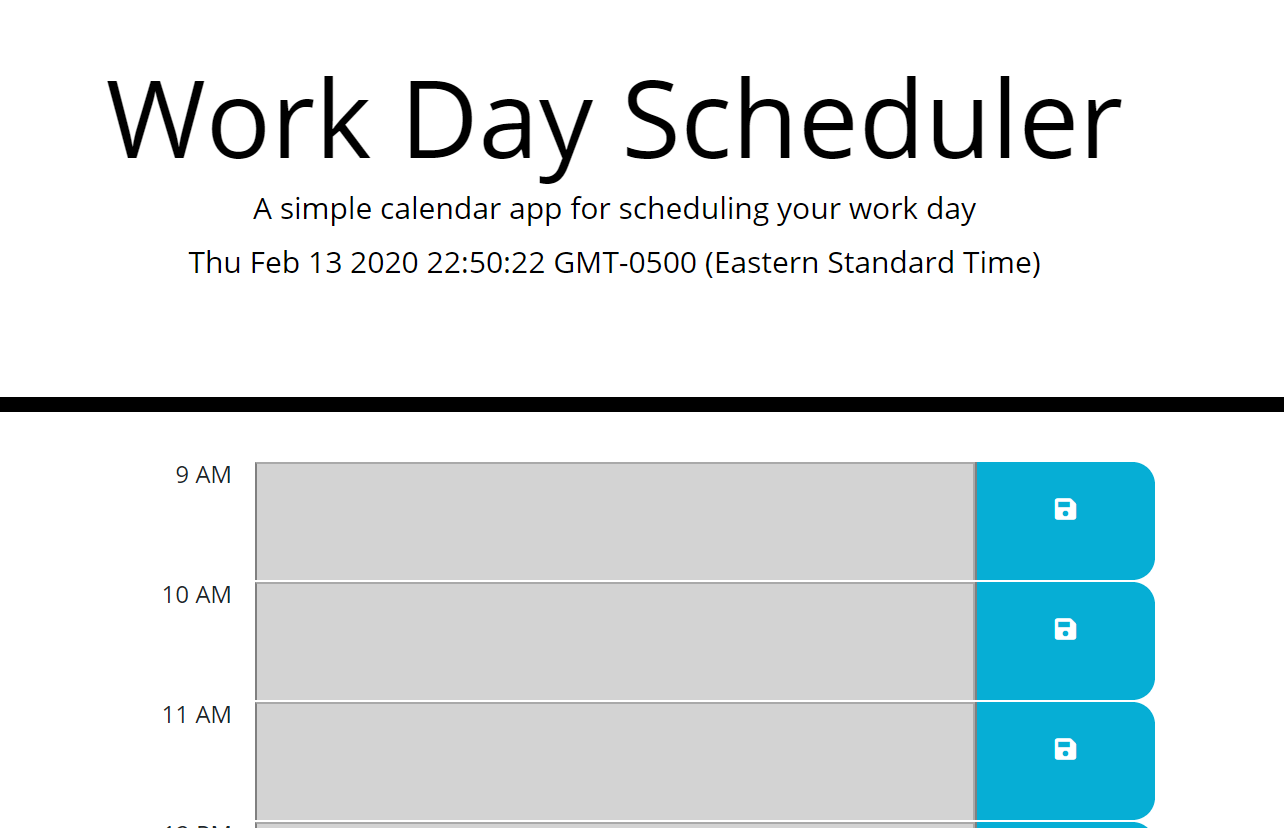 Work Day Scheduler
A simple calendar app for scheduling your work day
Thu Feb 13 2020 22:50:22 GMT-0500 (Eastern Standard Time)
9 AM
10 AM
11 AM